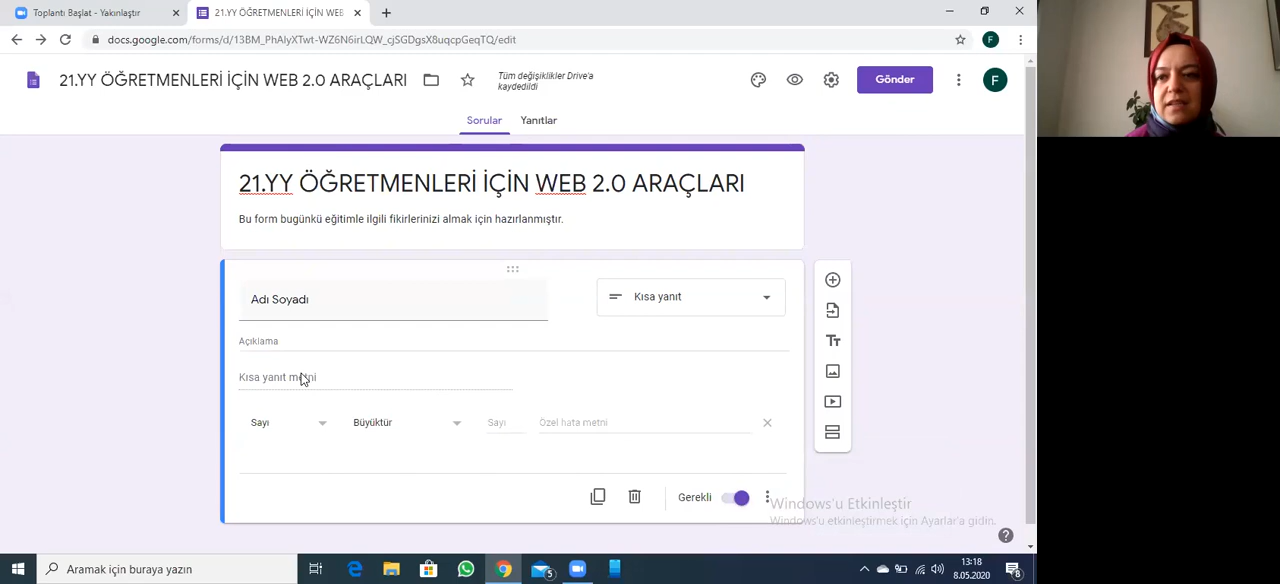 Toplantı Başlat - Yakınlaştır
21.YY ÖĞRETMENLERİ İÇİN WEB
docs.google.com/forms/d/13BM_PhAlyXTwt-WZ6N6irLQW_cjSGDgsX8uqcpGeqTQ/edit
F
21.YY ÖĞRETMENLERİ İÇİN WEB 2.0 ARAÇLARI
Tüm değişiklikler Drive'a
kaydedildi
Gönder
F
Sorular
Yanıtlar
21.YY ÖĞRETMENLERİ İÇİN WEB 2.0 ARAÇLARI
Bu form bugünkü eğitimle ilgili fikirlerinizi almak için hazırlanmıştır.
Adı Soyadı
Kısa yanıt
Açıklama
Kısa yanıt metni
Sayı
Büyüktür
Sayı
Özel hata metni
Gerekli
Windows'u Etkinleştir
Windows'u etkinleştirmek için Ayarlar'a gidin.
Aramak için buraya yazın
5
13:18
8.05.2020
8